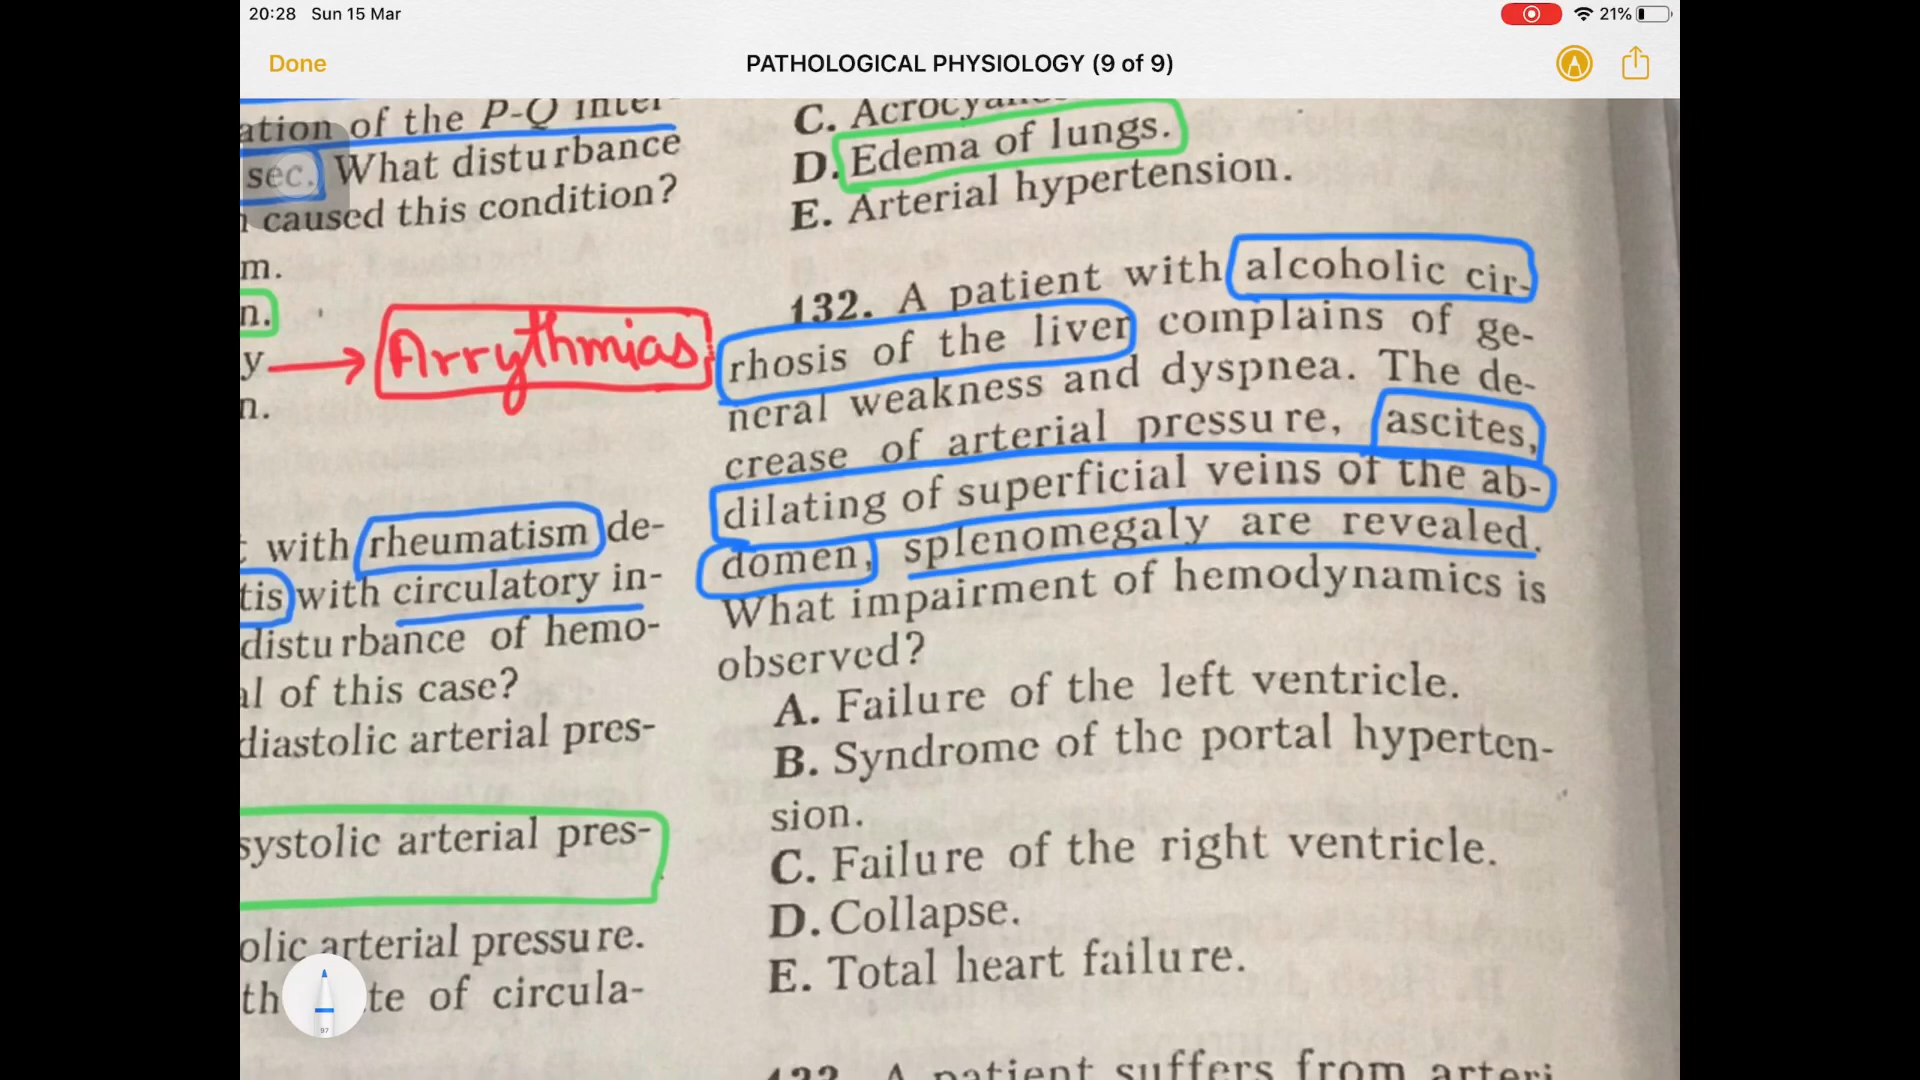 20:28 Sun 15 Mar
21%
Done
PATHOLOGICAL PHYSIOLOGY (9 of 9)
ation of the P-Q inter-
sec. What disturbance
n caused this condition?
m.
n.
y
Arrythmias
n.
with rheumatism de-
tis with circulatory in-
disturbance of hemo-
al of this case?
diastolic arterial pres-
systolic arterial pres-
olic arterial pressure.
th te of circula-
97
C.
D. Edema of lungs.
E. Arterial hypertension.
132. A patient with alcoholic cir-
rhosis of the liver complains of ge-
neral weakness and dyspnea. The de-
crease of arterial pressure, ascites,
dilating of superficial veins of the ab-
domen, splenomegaly are revealed.
What impairment of hemodynamics is
observed?
A. Failure of the left ventricle.
B. Syndrome of the portal hyperten-
sion.
C. Failure of the right ventricle.
D. Collapse.
E. Total heart failure.
A patient suffers from arteri